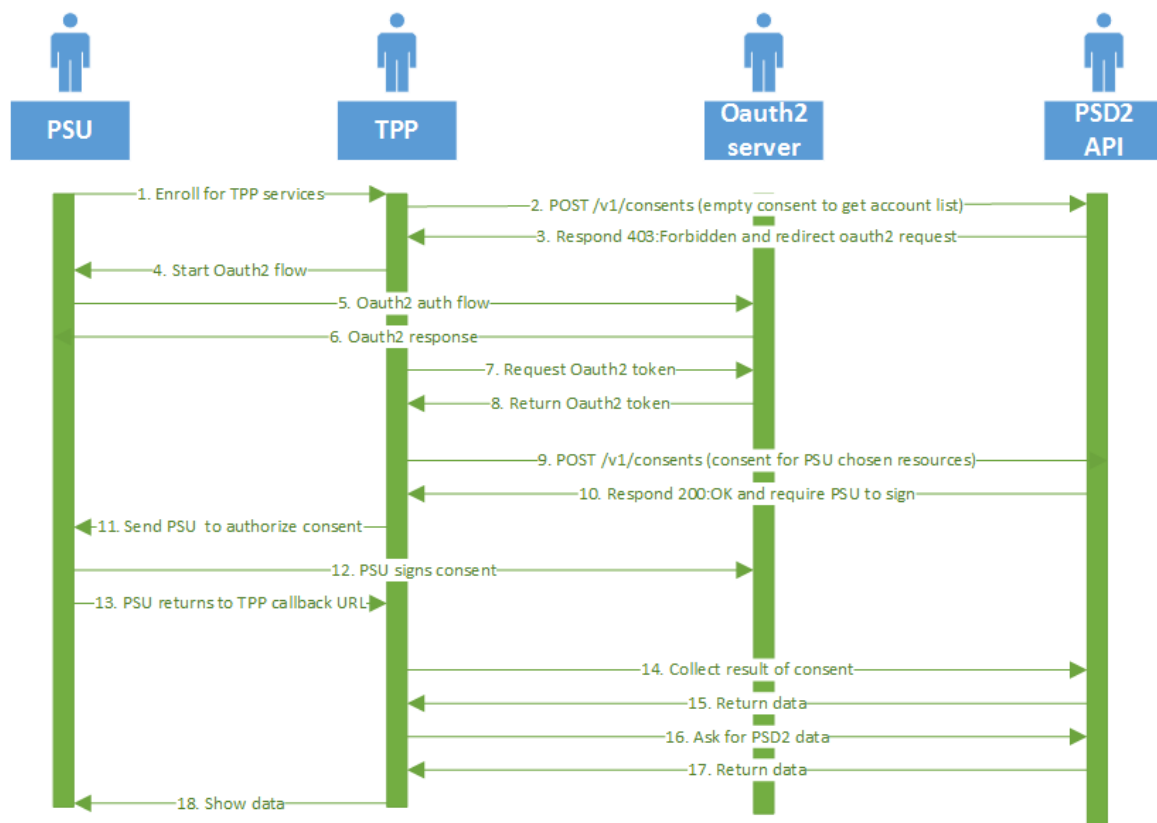 PSU
TPP
Oauth2
server
PSD2
API
1. Enroll for TPP services
2. POST /v1/consents (empty consent to get account list)
3. Respond 403:Forbidden and redirect oauth2 request
4. Start Oauth2 flow
5. Oauth2 auth flow
6. Oauth2 response
7. Request Oauth2 token
8. Return Oauth2 token
9. POST /v1/consents (consent for PSU chosen resources)
10. Respond 200:OK and require PSU to sign
11. Send PSU to authorize consent
12. PSU signs consent
13. PSU returns to TPP callback URL
14. Collect result of consent
15. Return data
16. Ask for PSD2 data
17. Return data
18. Show data